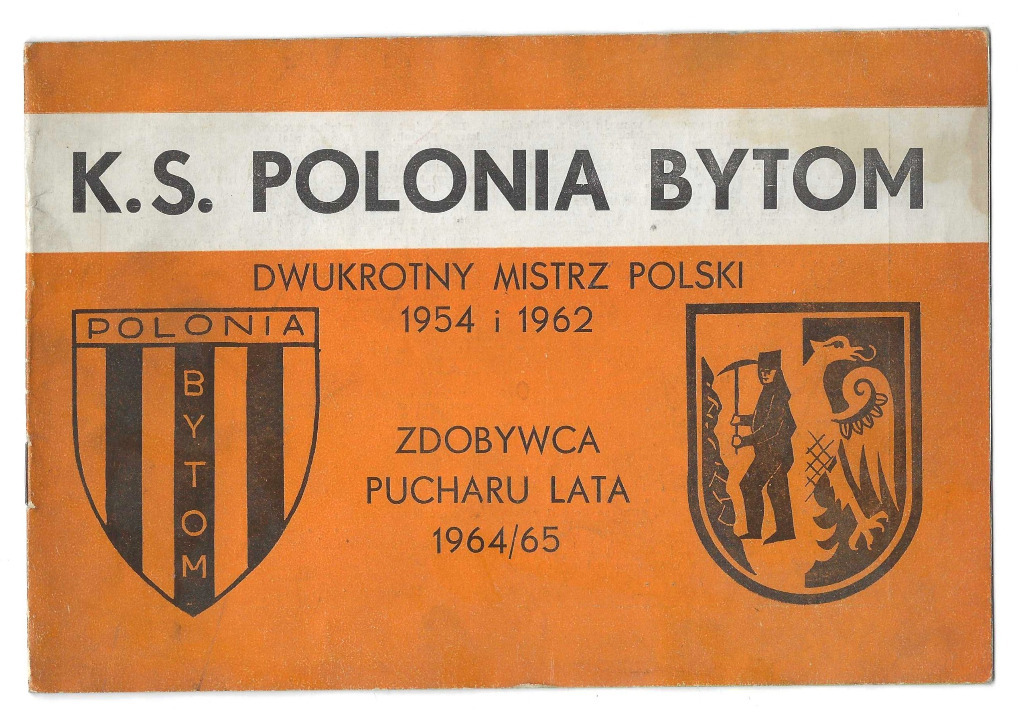 K.S. POLONIA BYTOM
DWUKROTNY MISTRZ POLSKI
1954 i 1962
POLONIA
BYTOM
ZDOBYWCA
PUCHARU LATA
1964/65